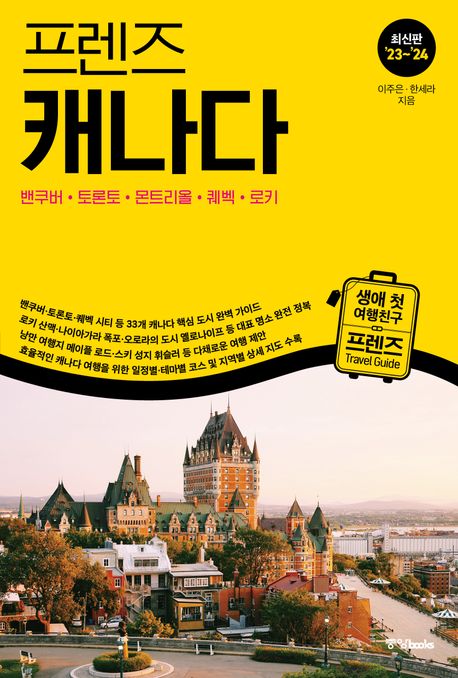 프렌즈
최신판
'23~'24
이주은 · 한세라
지음
캐나다
밴쿠버 • 토론토 • 몬트리올 • 퀘벡 • 로키
밴쿠버·토론토·퀘벡 시티 등 33개 캐나다 핵심 도시 완벽 가이드
로키 산맥·나이아가라 폭포·오로라의 도시 옐로나이프 등 대표 명소 완전 정복
낭만 여행지 메이플 로드·스키 성지 휘슬러 등 다채로운 여행 제안
효율적인 캐나다 여행을 위한 일정별·테마별 코스 및 지역별 상세 지도 수록
생애 첫
여행친구
프렌즈
Travel Guide
중앙books